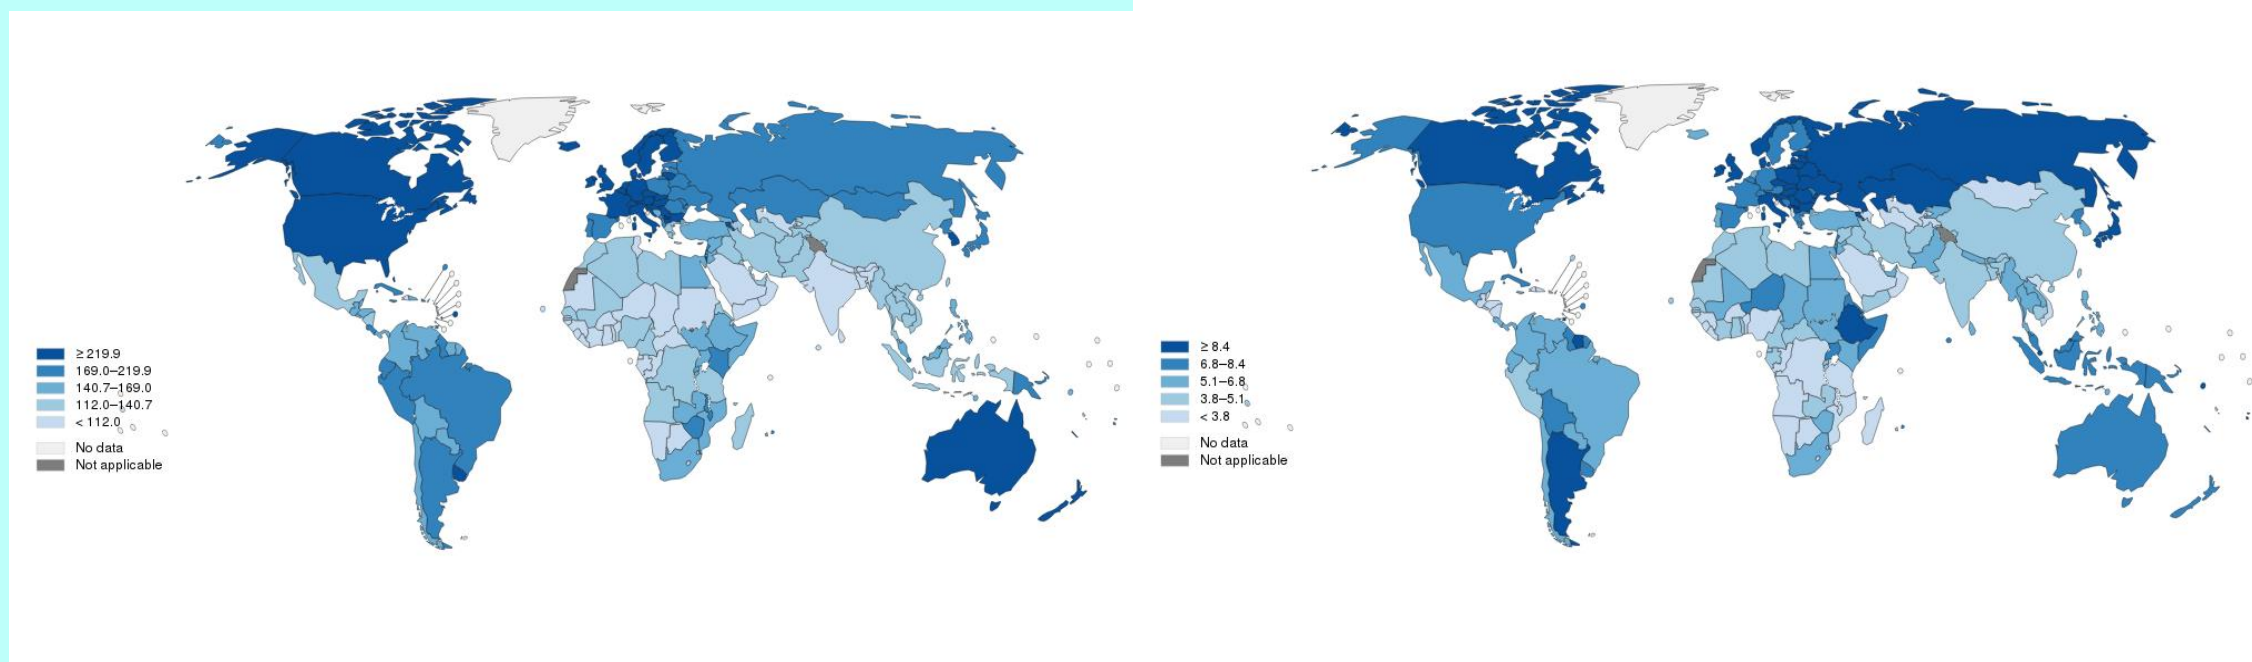 ≥ 219.9
169.0–219.9
140.7–169.0
112.0–140.7
< 112.0
No data
Not applicable
≥ 8.4
6.8–8.4
5.1–6.8
3.8–5.1
< 3.8
No data
Not applicable